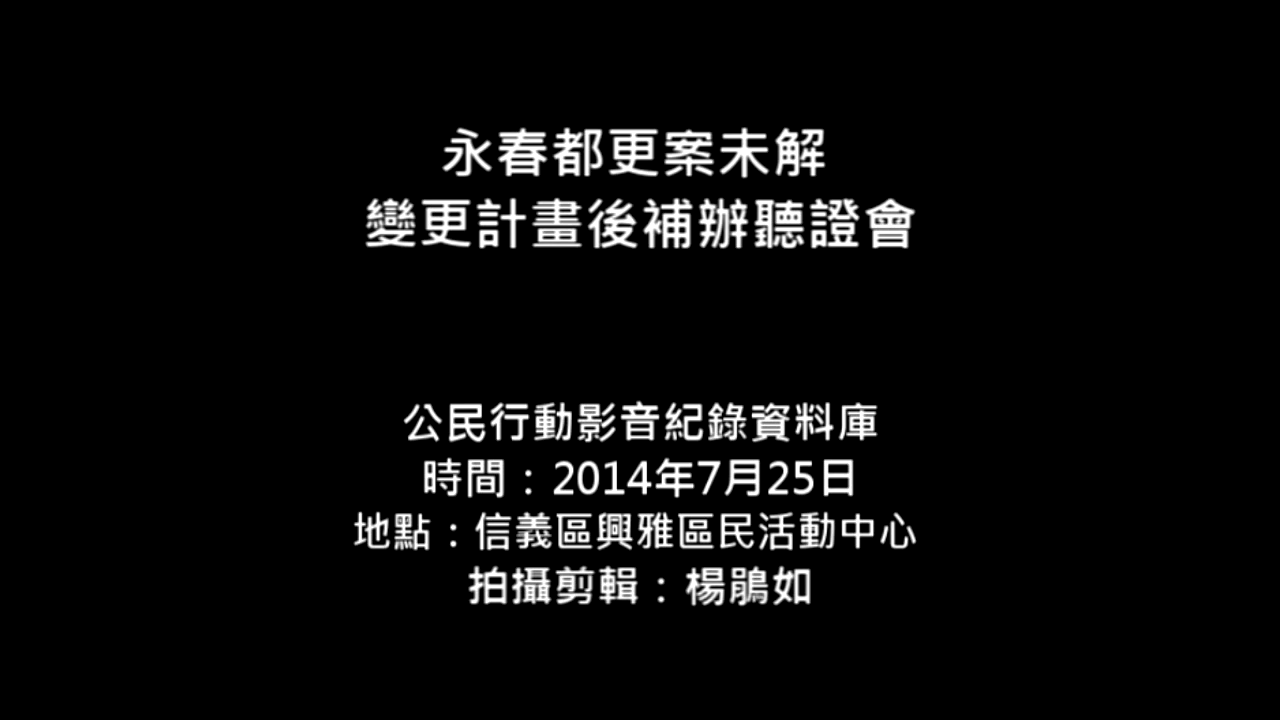 永春都更案未解
變更計畫後補辦聽證會
公民行動影音紀錄資料庫
時間：2014年7月25日
地點：信義區興雅區民活動中心
拍攝剪輯：楊鵑如